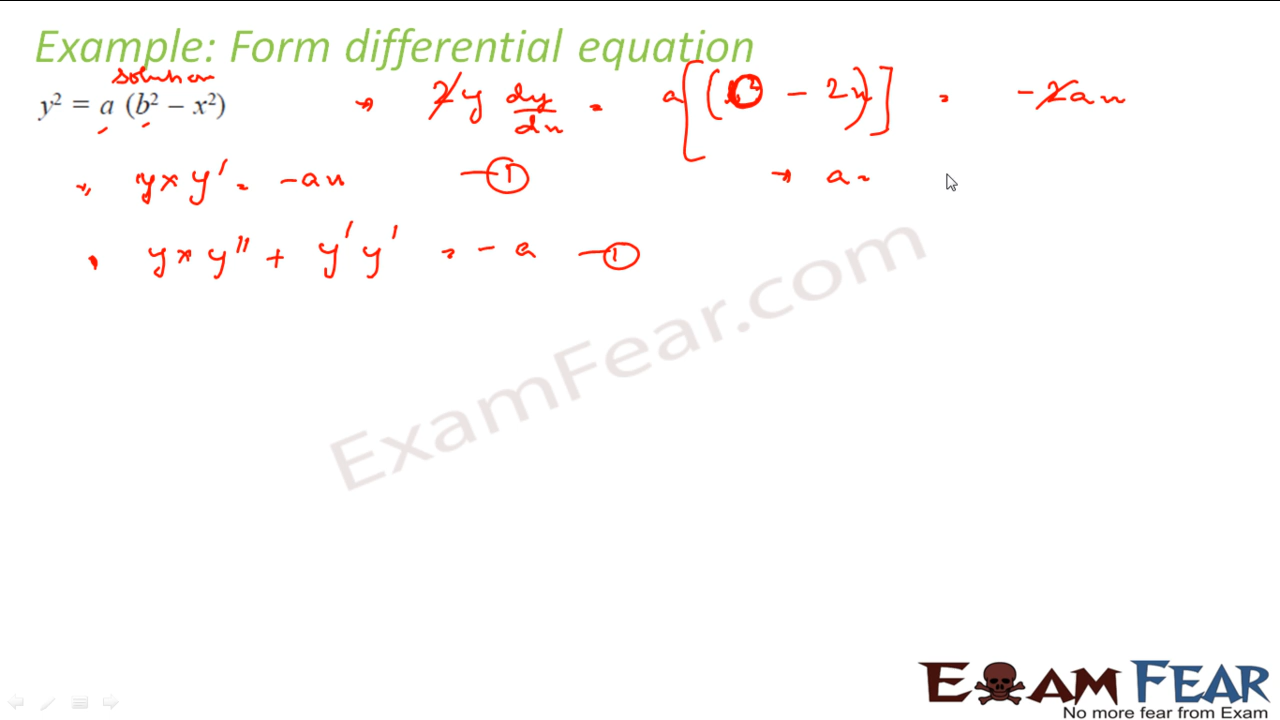 Example: Form differential equation
solution
y² = a (b² – x²) → 2y dy/dx = a[(0 - 2x)] = -2ax
⇒ y × y' = -ax — ① → a =
y × y'' + y'y' = -a — ①
ExamFear.com
EXAM FEAR
No more fear from Exam